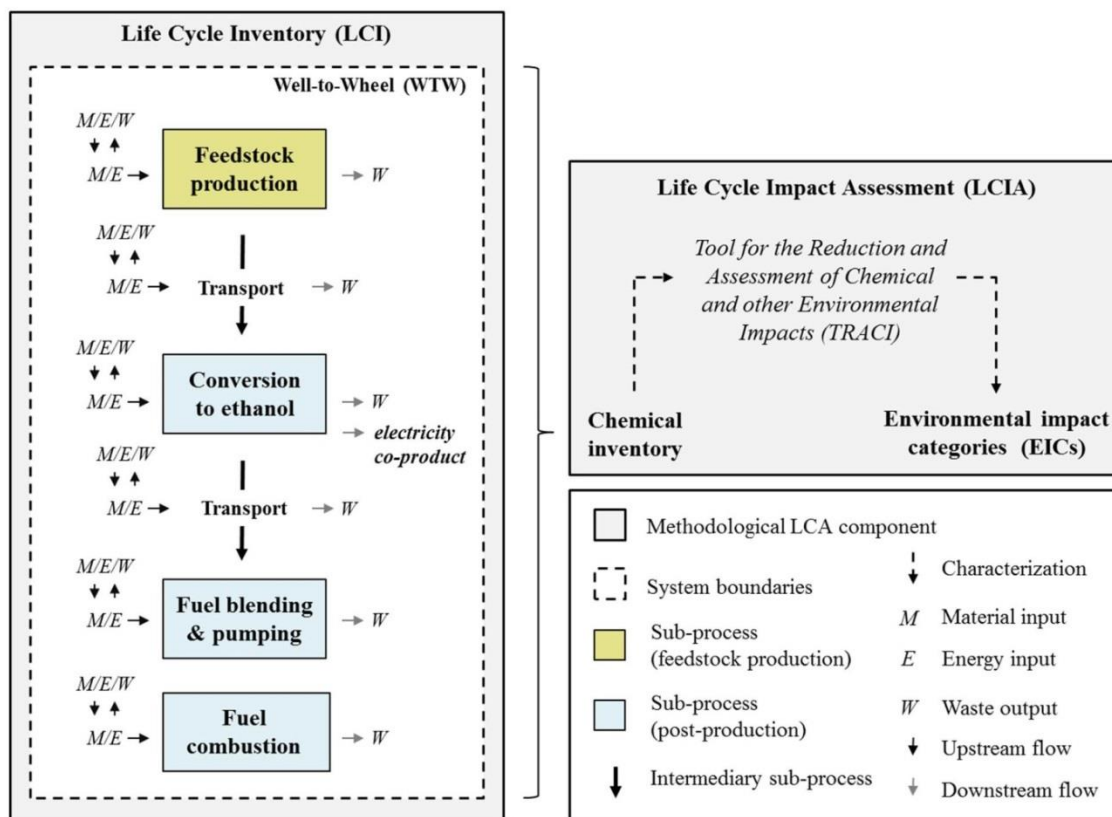 Life Cycle Inventory (LCI)
Well-to-Wheel (WTW)
M/E/W
M/E
Feedstock
production
W
M/E/W
M/E
Transport
W
M/E/W
M/E
Conversion
to ethanol
W
electricity
co-product
M/E/W
M/E
Transport
W
M/E/W
M/E
Fuel blending
& pumping
W
M/E/W
M/E
Fuel
combustion
W
Life Cycle Impact Assessment (LCIA)
Tool for the Reduction and
Assessment of Chemical
and other Environmental
Impacts (TRACI)
Chemical
inventory
Environmental impact
categories (EICs)
Methodological LCA component
System boundaries
Sub-process
(feedstock production)
Sub-process
(post-production)
Intermediary sub-process
Characterization
M Material input
E Energy input
W Waste output
Upstream flow
Downstream flow